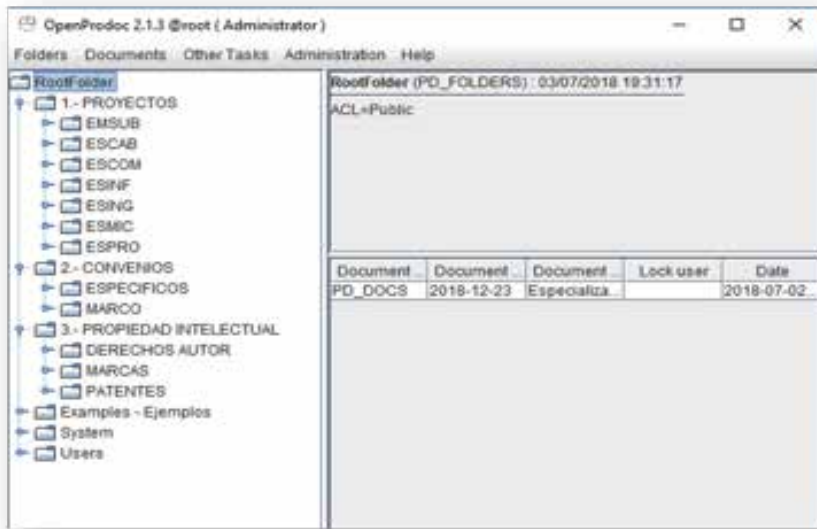 OpenProdoc 2.1.3 @root ( Administrator )
Folders Documents Other Tasks Administration Help
RootFolder
1.- PROYECTOS
EMSUB
ESCAB
ESCOM
ESINF
ESING
ESMIC
ESPRO
2.- CONVENIOS
ESPECIFICOS
MARCO
3.- PROPIEDAD INTELECTUAL
DERECHOS AUTOR
MARCAS
PATENTES
Examples - Ejemplos
System
Users
RootFolder (PD_FOLDERS) : 03/07/2018 19:31:17
ACL=Public
Document ... Document ... Document ... Lock user Date
PD_DOCS 2018-12-23 Especializa... 2018-07-02...